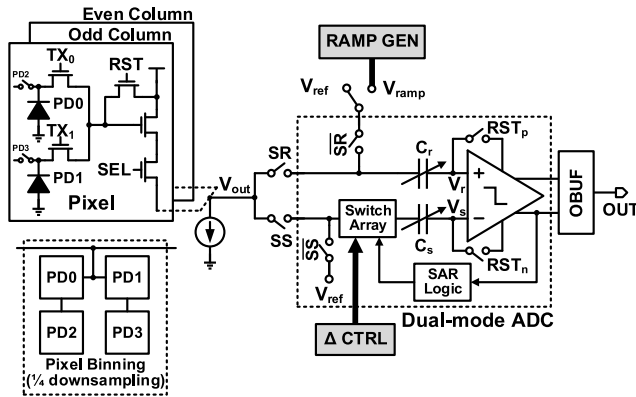 Even Column
Odd Column
TX0
PD2
RST
PD0
PD3
TX1
PD1
SEL
Pixel
Vout
RAMP GEN
Vref
Vramp
SR
SR
Cr
RSTp
Vr
+
SS
SS
Vref
Switch
Array
Vs
Cs
−
RSTn
SAR
Logic
OBUF
OUT
Dual-mode ADC
Δ CTRL
PD0
PD1
PD2
PD3
Pixel Binning
(¼ downsampling)